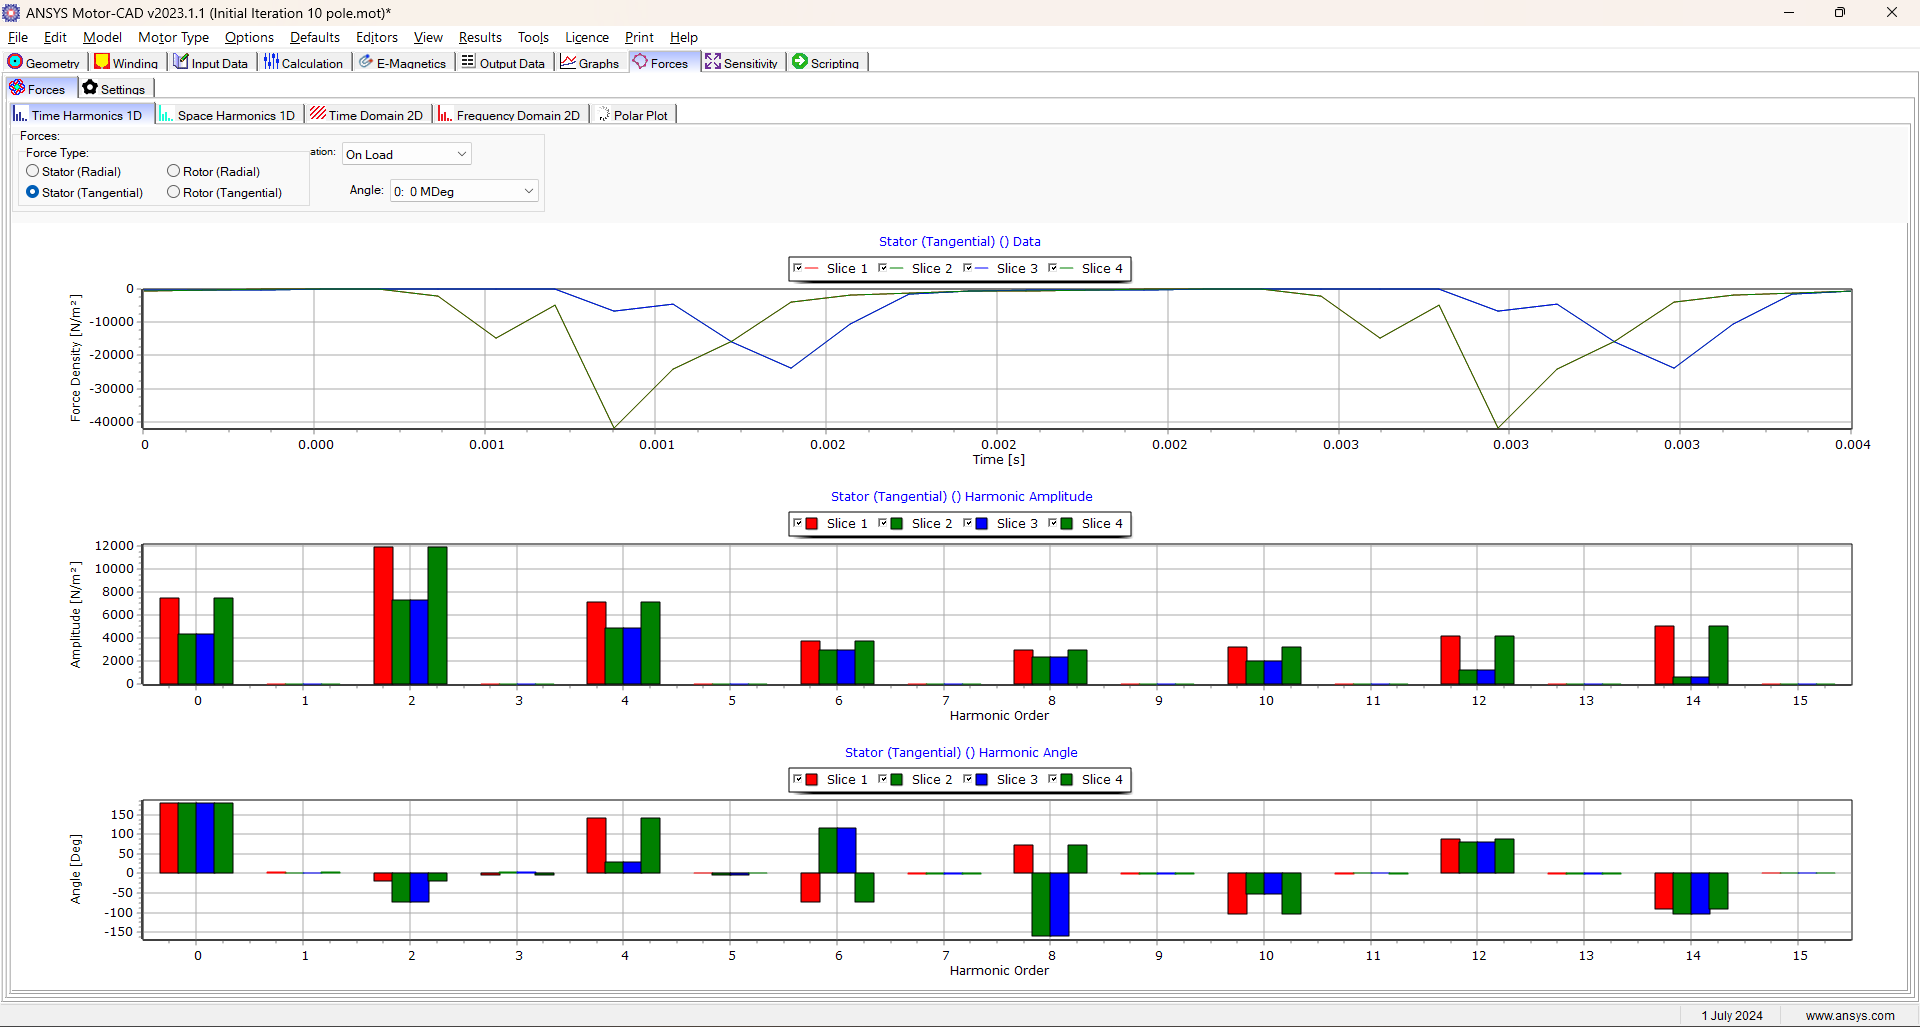 ANSYS Motor-CAD v2023.1.1 (Initial Iteration 10 pole.mot)*
File Edit Model Motor Type Options Defaults Editors View Results Tools Licence Print Help
Geometry Winding Input Data Calculation E-Magnetics Output Data Graphs Forces Sensitivity Scripting
Forces Settings
Time Harmonics 1D Space Harmonics 1D Time Domain 2D Frequency Domain 2D Polar Plot
Forces:
Force Type:
ation: On Load
Stator (Radial) Rotor (Radial)
Stator (Tangential) Rotor (Tangential)
Angle: 0: 0 MDeg
Stator (Tangential) () Data
Slice 1 Slice 2 Slice 3 Slice 4
Force Density [N/m²]
0
-10000
-20000
-30000
-40000
0 0.000 0.001 0.001 0.002 0.002 0.002 0.003 0.003 0.003 0.004
Time [s]
Stator (Tangential) () Harmonic Amplitude
Slice 1 Slice 2 Slice 3 Slice 4
Amplitude [N/m²]
12000
10000
8000
6000
4000
2000
0
0 1 2 3 4 5 6 7 8 9 10 11 12 13 14 15
Harmonic Order
Stator (Tangential) () Harmonic Angle
Slice 1 Slice 2 Slice 3 Slice 4
Angle [Deg]
150
100
50
0
-50
-100
-150
0 1 2 3 4 5 6 7 8 9 10 11 12 13 14 15
Harmonic Order
1 July 2024 www.ansys.com